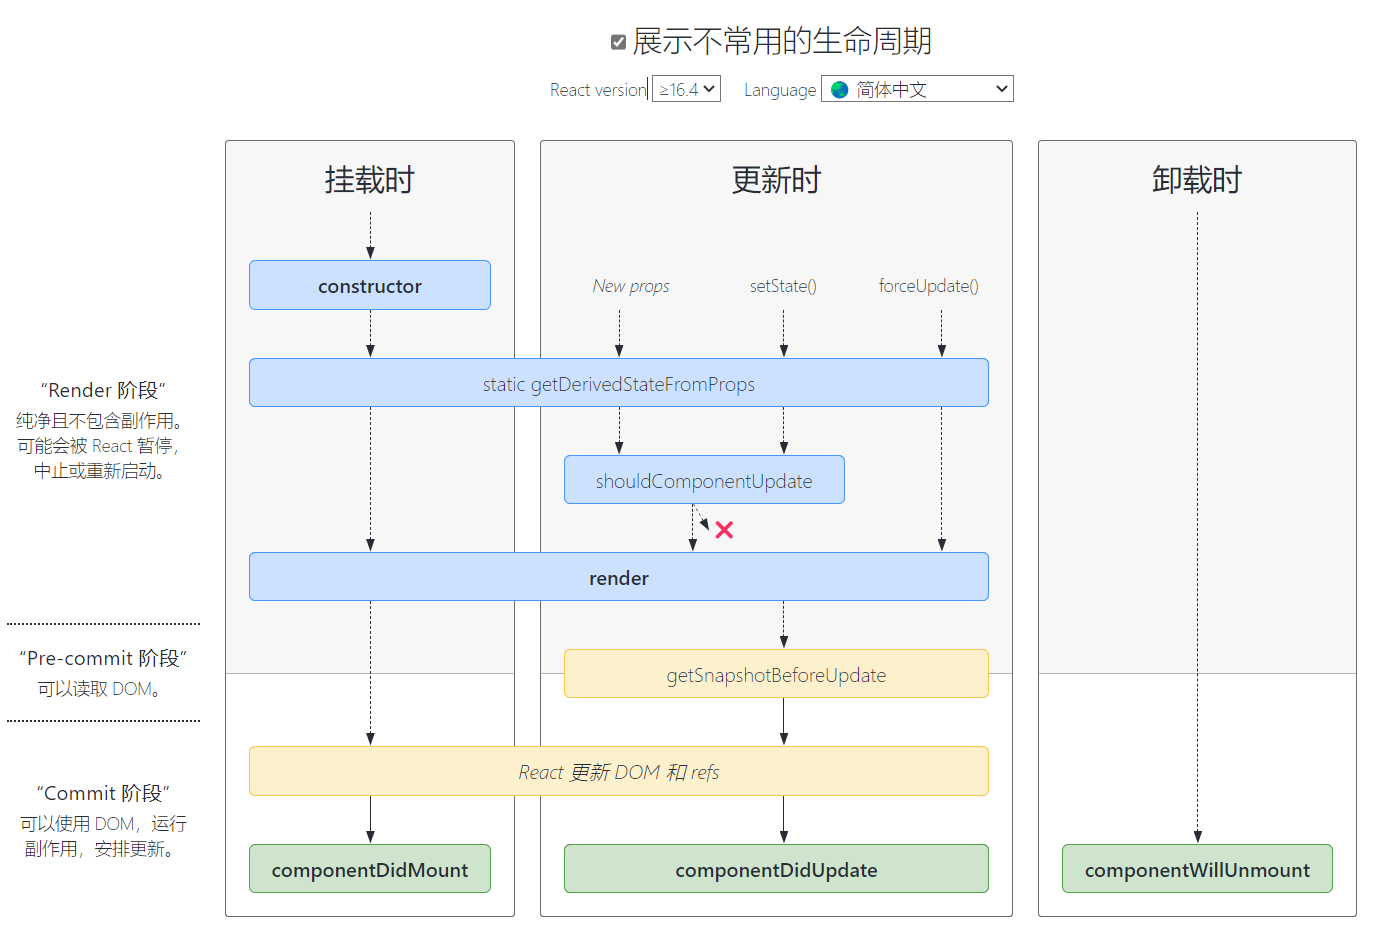 展示不常用的生命周期
React version ≥16.4 Language 简体中文
挂载时
更新时
卸载时
constructor
New props
setState()
forceUpdate()
static getDerivedStateFromProps
“Render 阶段”
纯净且不包含副作用。
可能会被 React 暂停，
中止或重新启动。
shouldComponentUpdate
render
“Pre-commit 阶段”
可以读取 DOM。
getSnapshotBeforeUpdate
React 更新 DOM 和 refs
“Commit 阶段”
可以使用 DOM，运行
副作用，安排更新。
componentDidMount
componentDidUpdate
componentWillUnmount